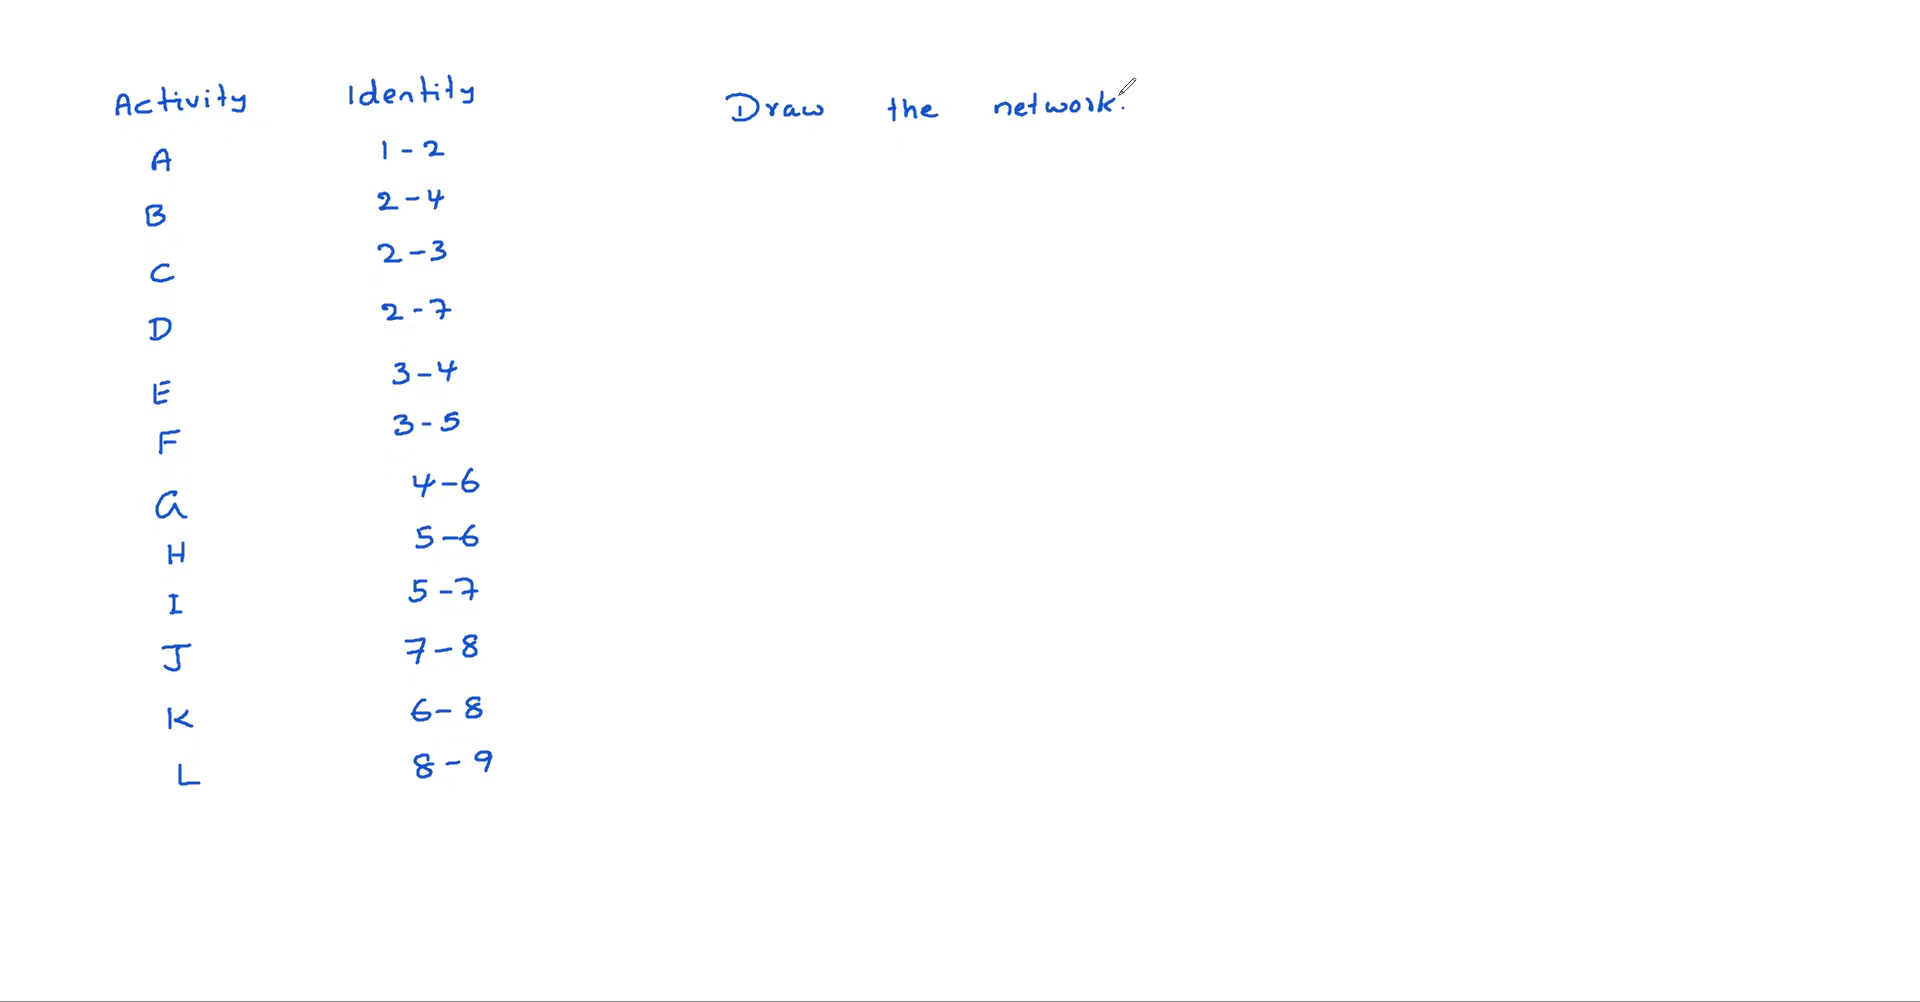 Activity Identity Draw the network.
A 1-2
B 2-4
C 2-3
D 2-7
E 3-4
F 3-5
G 4-6
H 5-6
I 5-7
J 7-8
K 6-8
L 8-9